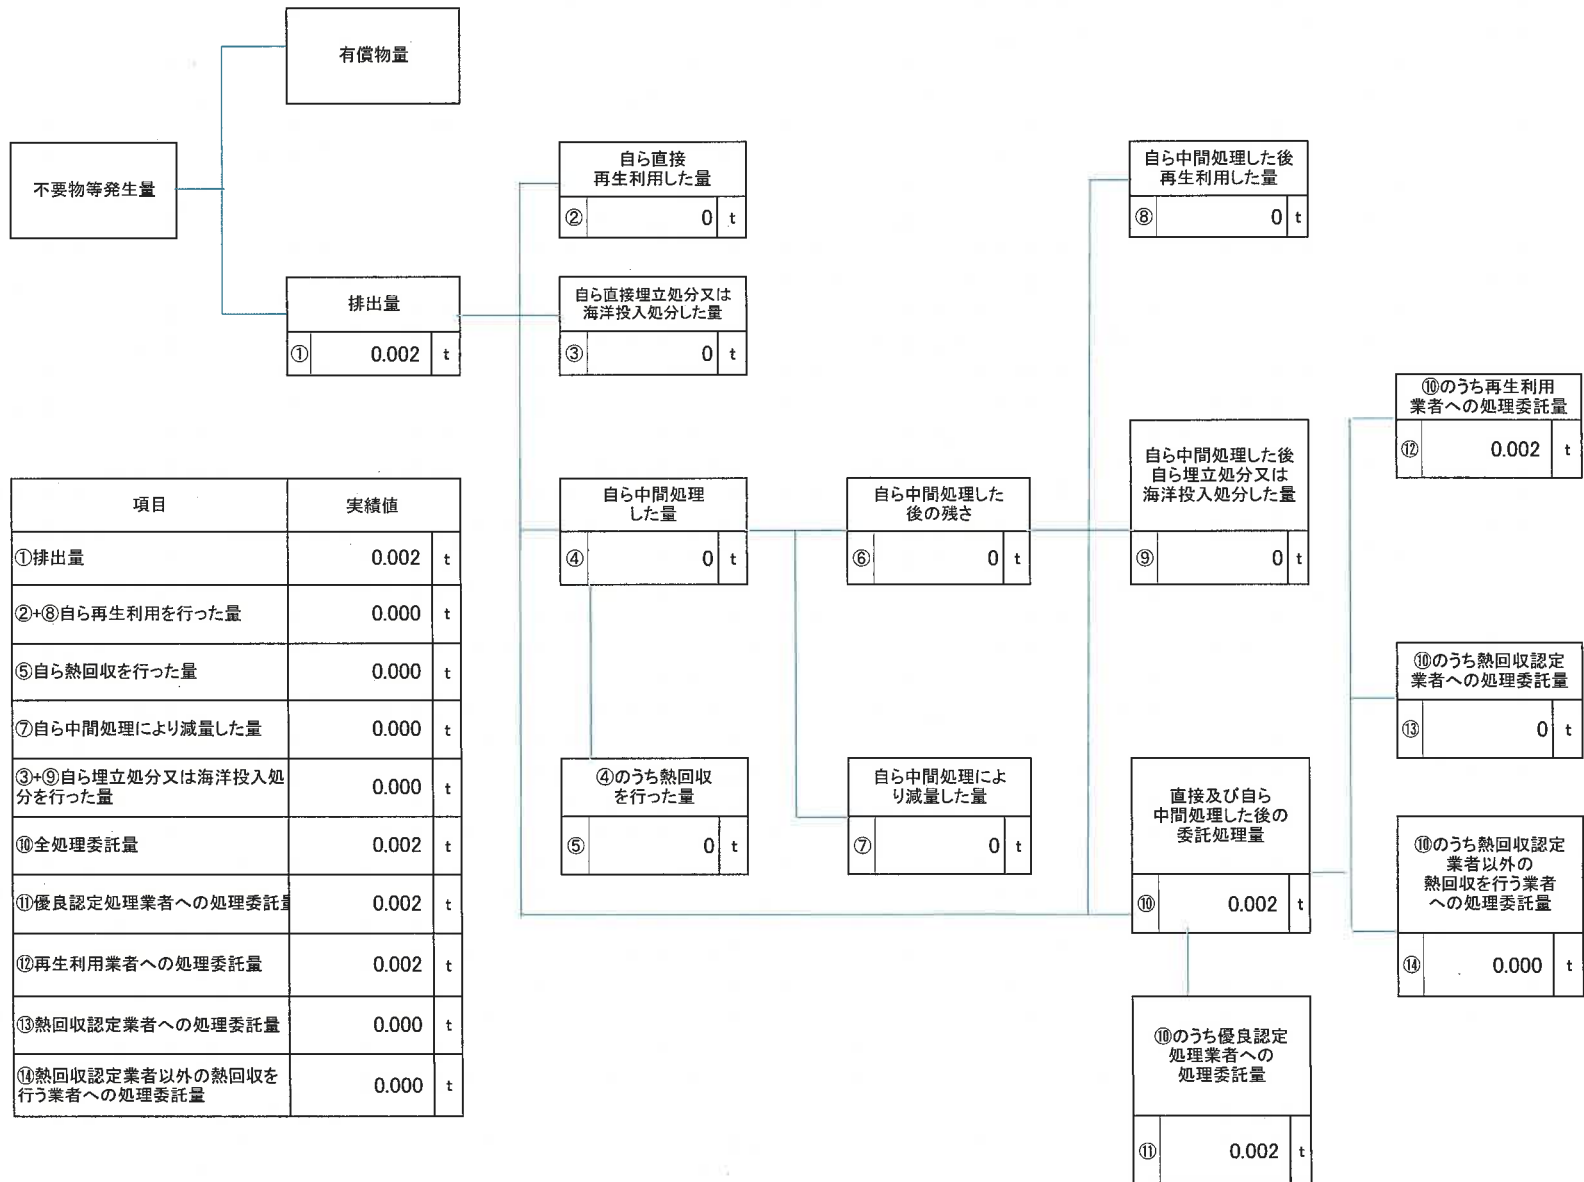 有償物量
不要物等発生量
排出量
① 0.002 t
自ら直接
再生利用した量
② 0 t
自ら直接埋立処分又は
海洋投入処分した量
③ 0 t
自ら中間処理
した量
④ 0 t
④のうち熱回収
を行った量
⑤ 0 t
自ら中間処理した
後の残さ
⑥ 0 t
自ら中間処理によ
り減量した量
⑦ 0 t
自ら中間処理した後
再生利用した量
⑧ 0 t
自ら中間処理した後
自ら埋立処分又は
海洋投入処分した量
⑨ 0 t
直接及び自ら
中間処理した後の
委託処理量
⑩ 0.002 t
⑩のうち優良認定
処理業者への
処理委託量
⑪ 0.002 t
⑩のうち再生利用
業者への処理委託量
⑫ 0.002 t
⑩のうち熱回収認定
業者への処理委託量
⑬ 0 t
⑩のうち熱回収認定
業者以外の
熱回収を行う業者
への処理委託量
⑭ 0.000 t
項目 実績値
①排出量 0.002 t
②+⑧自ら再生利用を行った量 0.000 t
⑤自ら熱回収を行った量 0.000 t
⑦自ら中間処理により減量した量 0.000 t
③+⑨自ら埋立処分又は海洋投入処
分を行った量 0.000 t
⑩全処理委託量 0.002 t
⑪優良認定処理業者への処理委託量 0.002 t
⑫再生利用業者への処理委託量 0.002 t
⑬熱回収認定業者への処理委託量 0.000 t
⑭熱回収認定業者以外の熱回収を
行う業者への処理委託量 0.000 t